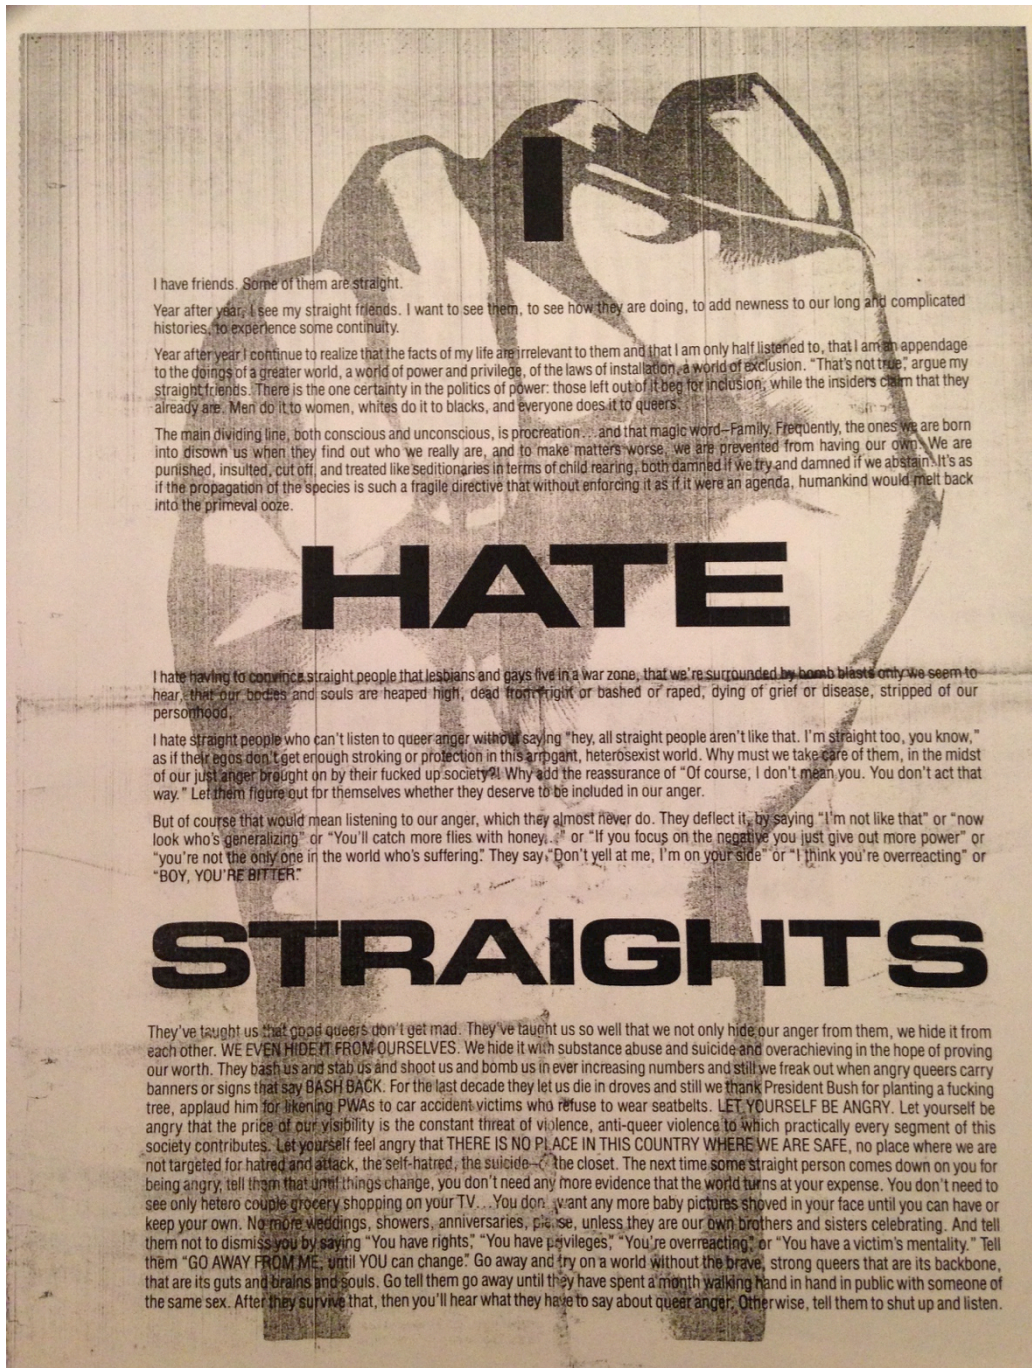 I
I have friends. Some of them are straight.
Year after year, I see my straight friends. I want to see them, to see how they are doing, to add newness to our long and complicated
histories, to experience some continuity.
Year after year I continue to realize that the facts of my life are irrelevant to them and that I am only half listened to, that I am an appendage
to the doings of a greater world, a world of power and privilege, of the laws of installation, a world of exclusion. “That’s not true,” argue my
straight friends. There is the one certainty in the politics of power: those left out of it beg for inclusion, while the insiders claim that they
already are. Men do it to women, whites do it to blacks, and everyone does it to queers.
The main dividing line, both conscious and unconscious, is procreation…and that magic word–Family. Frequently, the ones we are born
into disown us when they find out who we really are, and to make matters worse, we are prevented from having our own. We are
punished, insulted, cut off, and treated like seditionaries in terms of child rearing, both damned if we try and damned if we abstain. It’s as
if the propagation of the species is such a fragile directive that without enforcing it as if it were an agenda, humankind would melt back
into the primeval ooze.
HATE
I hate having to convince straight people that lesbians and gays live in a war zone, that we’re surrounded by bomb blasts only we seem to
hear, that our bodies and souls are heaped high, dead from fright or bashed or raped, dying of grief or disease, stripped of our
personhood.
I hate straight people who can’t listen to queer anger without saying “hey, all straight people aren’t like that. I’m straight too, you know,”
as if their egos don’t get enough stroking or protection in this arrogant, heterosexist world. Why must we take care of them, in the midst
of our just anger brought on by their fucked up society?! Why add the reassurance of “Of course, I don’t mean you. You don’t act that
way.” Let them figure out for themselves whether they deserve to be included in our anger.
But of course that would mean listening to our anger, which they almost never do. They deflect it, by saying “I’m not like that” or “now
look who’s generalizing” or “You’ll catch more flies with honey…” or “If you focus on the negative you just give out more power” or
“you’re not the only one in the world who’s suffering.” They say “Don’t yell at me, I’m on your side” or “I think you’re overreacting” or
“BOY, YOU’RE BITTER.”
STRAIGHTS
They’ve taught us that good queers don’t get mad. They’ve taught us so well that we not only hide our anger from them, we hide it from
each other. WE EVEN HIDE IT FROM OURSELVES. We hide it with substance abuse and suicide and overachieving in the hope of proving
our worth. They bash us and stab us and shoot us and bomb us in ever increasing numbers and still we freak out when angry queers carry
banners or signs that say BASH BACK. For the last decade they let us die in droves and still we thank President Bush for planting a fucking
tree, applaud him for likening PWAs to car accident victims who refuse to wear seatbelts. LET YOURSELF BE ANGRY. Let yourself be
angry that the price of our visibility is the constant threat of violence, anti-queer violence to which practically every segment of this
society contributes. Let yourself feel angry that THERE IS NO PLACE IN THIS COUNTRY WHERE WE ARE SAFE, no place where we are
not targeted for hatred and attack, the self-hatred, the suicide– the closet. The next time some straight person comes down on you for
being angry, tell them that until things change, you don’t need any more evidence that the world turns at your expense. You don’t need to
see only hetero couple grocery shopping on your TV…You don’t want any more baby pictures shoved in your face until you can have or
keep your own. No more weddings, showers, anniversaries, please, unless they are our own brothers and sisters celebrating. And tell
them not to dismiss you by saying “You have rights,” “You have privileges,” “You’re overreacting,” or “You have a victim’s mentality.” Tell
them “GO AWAY FROM ME, until YOU can change.” Go away and try on a world without the brave, strong queers that are its backbone,
that are its guts and brains and souls. Go tell them go away until they have spent a month walking hand in hand in public with someone of
the same sex. After they survive that, then you’ll hear what they have to say about queer anger. Otherwise, tell them to shut up and listen.